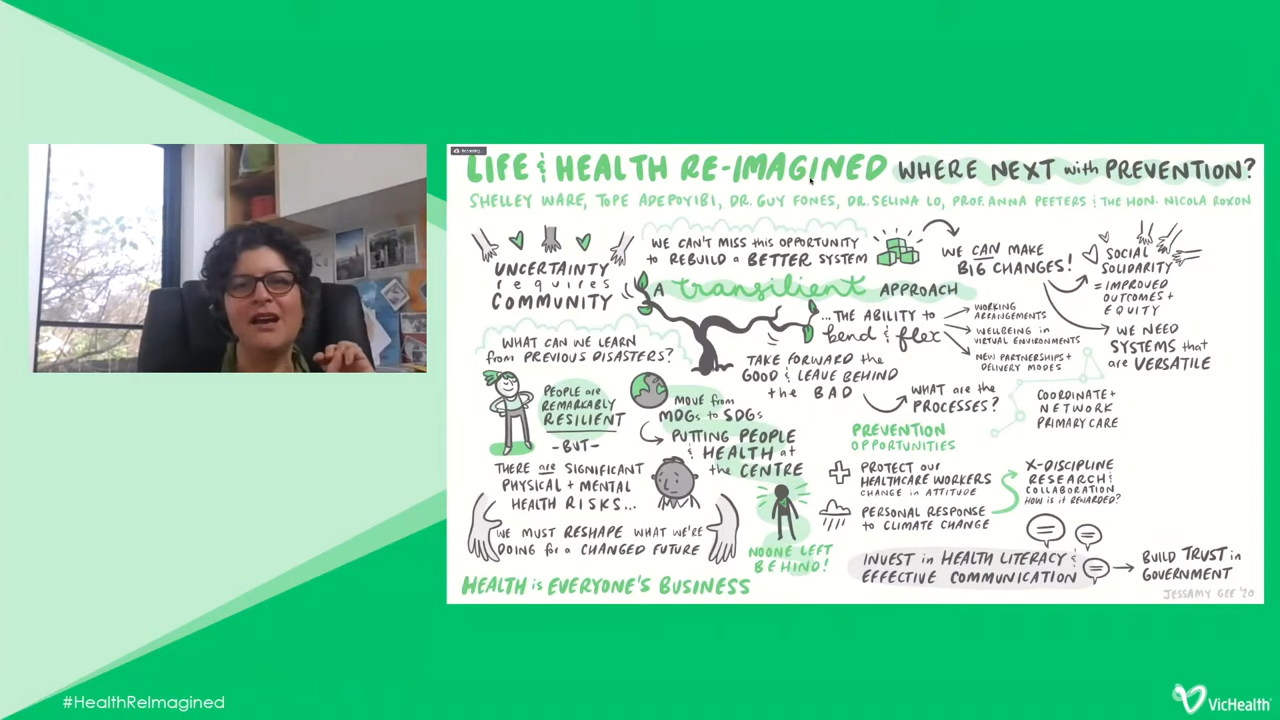 Recording...
LIFE & HEALTH RE-IMAGINED WHERE NEXT with PREVENTION?
SHELLEY WARE, TOPE ADEPOYIBI, DR. GUY FONES, DR. SELINA LO, PROF. ANNA PEETERS & THE HON. NICOLA ROXON
UNCERTAINTY
requires
COMMUNITY
WE CAN'T MISS this OPPORTUNITY
to REBUILD a BETTER SYSTEM
WE CAN MAKE
BIG CHANGES!
SOCIAL
SOLIDARITY
= IMPROVED
OUTCOMES +
EQUITY
A transilient APPROACH
...THE ABILITY to
bend & flex
WORKING
ARRANGEMENTS
WELLBEING in
VIRTUAL ENVIRONMENTS
NEW PARTNERSHIPS +
DELIVERY MODES
WE NEED
SYSTEMS that
are VERSATILE
WHAT CAN WE LEARN
from PREVIOUS DISASTERS?
TAKE FORWARD the
GOOD & LEAVE BEHIND
the BAD
WHAT are the
PROCESSES?
COORDINATE +
NETWORK
PRIMARY CARE
PEOPLE are
REMARKABLY
RESILIENT
-BUT-
MOVE from
MDGs to SDGs
PUTTING PEOPLE
& HEALTH at
the CENTRE
PREVENTION
OPPORTUNITIES
THERE are SIGNIFICANT
PHYSICAL + MENTAL
HEALTH RISKS...
PROTECT our
HEALTHCARE WORKERS
CHANGE in ATTITUDE
PERSONAL RESPONSE
to CLIMATE CHANGE
X-DISCIPLINE
RESEARCH &
COLLABORATION
HOW is it REWARDED?
WE MUST RESHAPE WHAT WE'RE
DOING for a CHANGED FUTURE
NO ONE LEFT
BEHIND!
INVEST in HEALTH LITERACY &
EFFECTIVE COMMUNICATION
BUILD TRUST in
GOVERNMENT
HEALTH is EVERYONE'S BUSINESS
JESSAMY GEE '20
#HealthReImagined
VicHealth